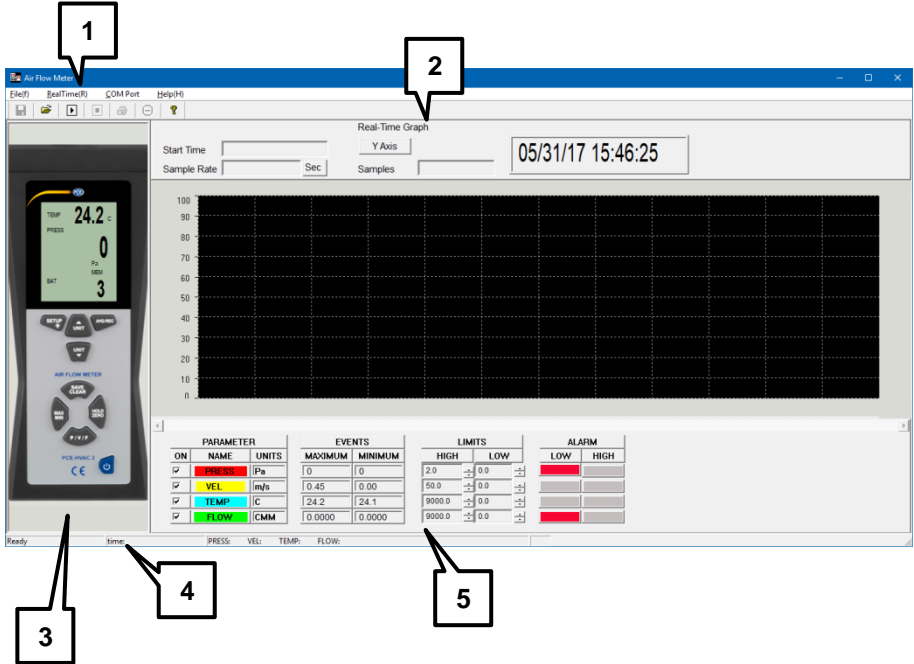 1
2
Air Flow Meter
File(f) RealTime(R) COM Port Help(H)
Real-Time Graph
Start Time Y Axis 05/31/17 15:46:25
Sample Rate Sec Samples
PCE
TEMP 24.2 C
PRESS
0
Pa
MEM
BAT 3
SETUP UNIT AVG/REC
UNIT
AIR FLOW METER
SAVE
CLEAR
MAX
MIN
HOLD
ZERO
P/V/F
PCE-HVAC 2
CE
100
90
80
70
60
50
40
30
20
10
0
PARAMETER EVENTS LIMITS ALARM
ON NAME UNITS MAXIMUM MINIMUM HIGH LOW LOW HIGH
PRESS Pa 0 0 2.0 0.0
VEL m/s 0.45 0.00 50.0 0.0
TEMP C 24.2 24.1 9000.0 0.0
FLOW CMM 0.0000 0.0000 9000.0 0.0
Ready time: PRESS: VEL: TEMP: FLOW:
4
5
3